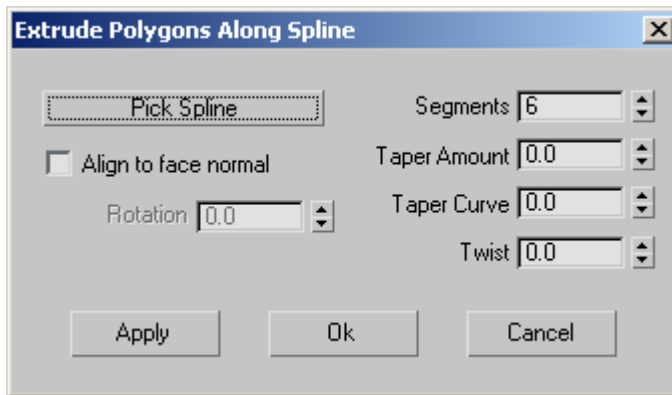 Extrude Polygons Along Spline
Pick Spline
Segments 6
Align to face normal
Taper Amount 0.0
Rotation 0.0
Taper Curve 0.0
Twist 0.0
Apply
Ok
Cancel